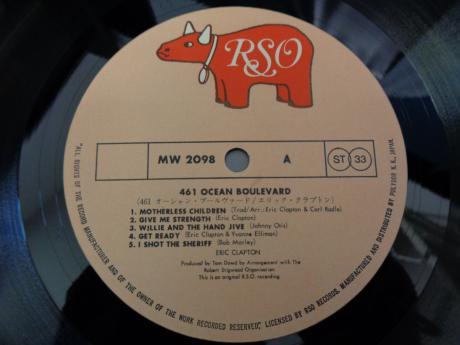 RSO
MW 2098
A
ST 33
461 OCEAN BOULEVARD
(461 オーシャン・ブールヴァード/エリック・クラプトン)
1. MOTHERLESS CHILDREN (Trad/Arr.:Eric Clapton & Carl Radle)
2. GIVE ME STRENGTH (Eric Clapton)
3. WILLIE AND THE HAND JIVE (Johnny Otis)
4. GET READY (Eric Clapton & Yvonne Elliman)
5. I SHOT THE SHERIFF (Bob Marley)
ERIC CLAPTON
Produced by Tom Dowd by Arrangement with The
Robert Stigwood Organisation
This is an original R.S.O. recording.
"ALL RIGHTS OF THE RECORD MANUFACTURER AND OF THE OWNER OF THE WORK RECORDED RESERVED", LICENSED BY RSO RECORDS, MANUFACTURED AND DISTRIBUTED BY POLYDOR K.K., JAPAN.